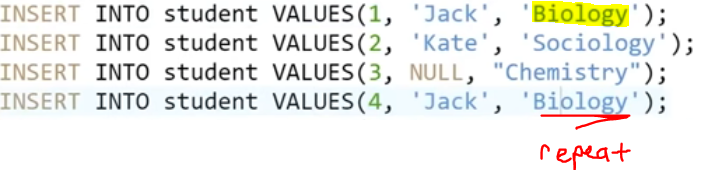 INSERT INTO student VALUES(1, 'Jack', 'Biology');
INSERT INTO student VALUES(2, 'Kate', 'Sociology');
INSERT INTO student VALUES(3, NULL, "Chemistry");
INSERT INTO student VALUES(4, 'Jack', 'Biology');
repeat